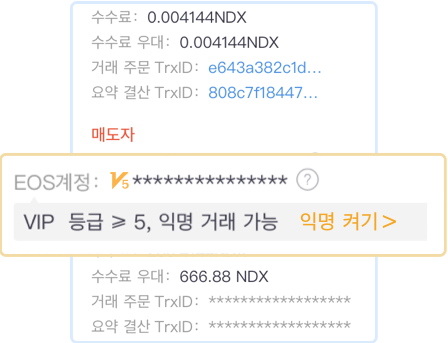 수수료: 0.004144NDX
수수료 우대: 0.004144NDX
거래 주문 TrxID: e643a382c1d...
요약 결산 TrxID: 808c7f18447...
매도자
EOS계정: V5 *************** ?
VIP 등급 ≥ 5, 익명 거래 가능 익명 켜기 >
수수료 우대: 666.88 NDX
거래 주문 TrxID: ******************
요약 결산 TrxID: ******************